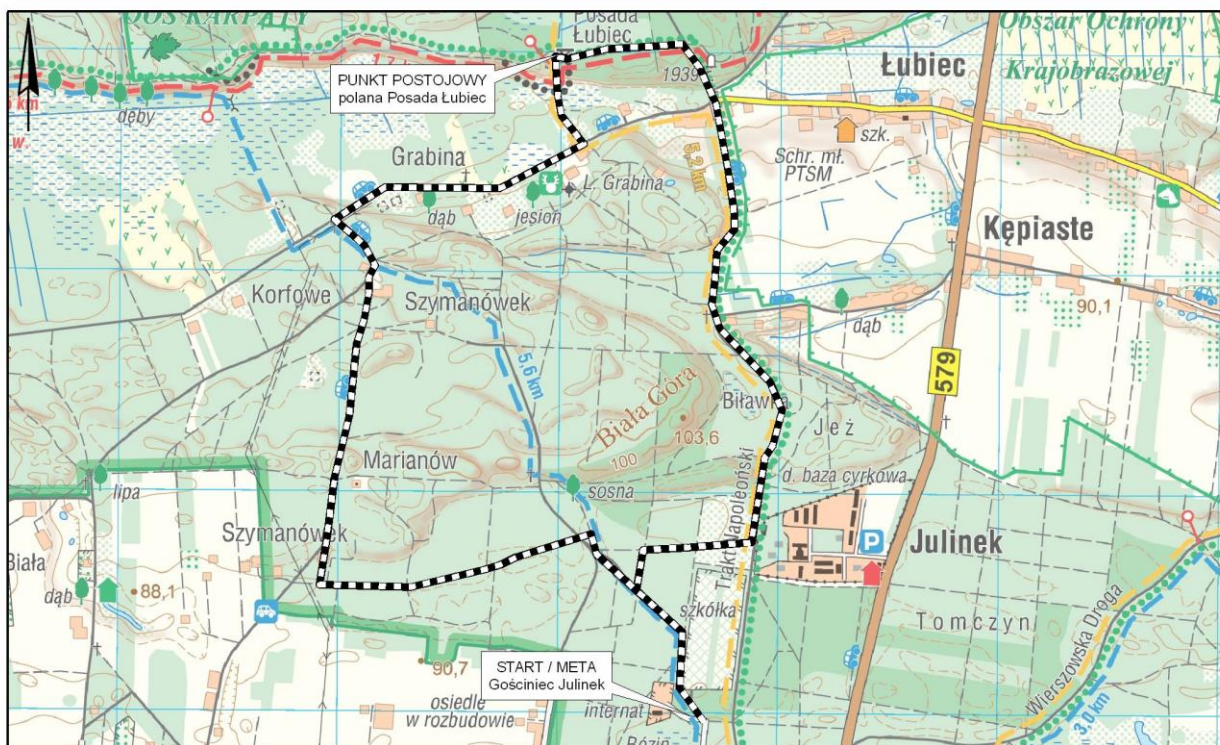 OOŚ KARPATY
Posada
Łubiec
Obszar Ochrony
Krajobrazowej
PUNKT POSTOJOWY
polana Posada Łubiec
1939
Łubiec
dęby
szk.
Schr. mł.
PTSM
Grabina
5,2 km
L. Grabina
dąb
jesion
Kępiaste
Korfowe
Szymanówek
dąb
90,1
5,6 km
579
Biała Góra
103,6
100
Biławka
Jeż
Marianów
d. baza cyrkowa
lipa
sosna
Trakt Napoleoński
Szymanówek
Julinek
P
Biała
dąb
88,1
szkółka
Tomczyn
Wierszowska Droga
90,7
START / META
Gościniec Julinek
osiedle
w rozbudowie
internat
3,0 km